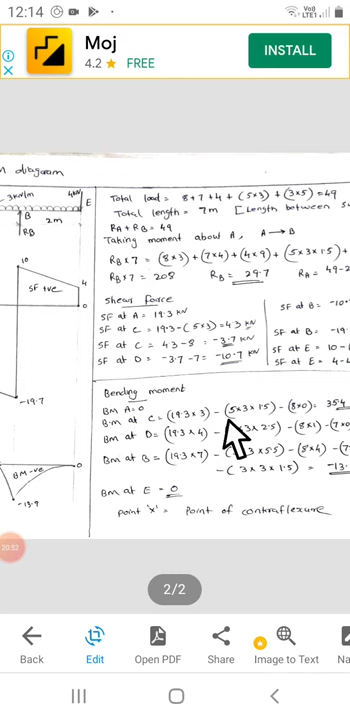 12:14
Vo)) LTE1
Moj
4.2 ★ FREE
INSTALL
n diagram
3kN/m
4kN
E
B
2m
RB
10
SF +ve
4
0
-19.7
BM-ve
0
-13.9
Total load = 8+7+4+(5×3)+(3×5)=49
Total length = 7m [Length between
RA+RB=49
Taking moment about A, A→B
RB×7 = (8×3)+(7×4)+(4×9)+(5×3×1.5)+
RB×7 = 208 RB = 29.7 RA = 49-2
Shear force
SF at A = 19.3 kN
SF at C = 19.3-(5×3)=4.3 kN
SF at C = 4.3-8 = -3.7 kN
SF at D = -3.7-7= -10.7 kN
SF at B = -10.
SF at B = -19.
SF at E = 10-
SF at E = 4-4
Bending moment
BM A=0
B.M at C=(19.3×3)-(5×3×1.5)-(8×0)= 35.4
BM at D=(19.3×4)- ×3×2.5)-(8×1)-(7×0
BM at B=(19.3×7)- 3×5.5)-(8×4)-(7
-(3×3×1.5) = -13.
BM at E = 0
Point 'x' = Point of contraflexure
20:52
2/2
Back
Edit
Open PDF
Share
Image to Text
Na